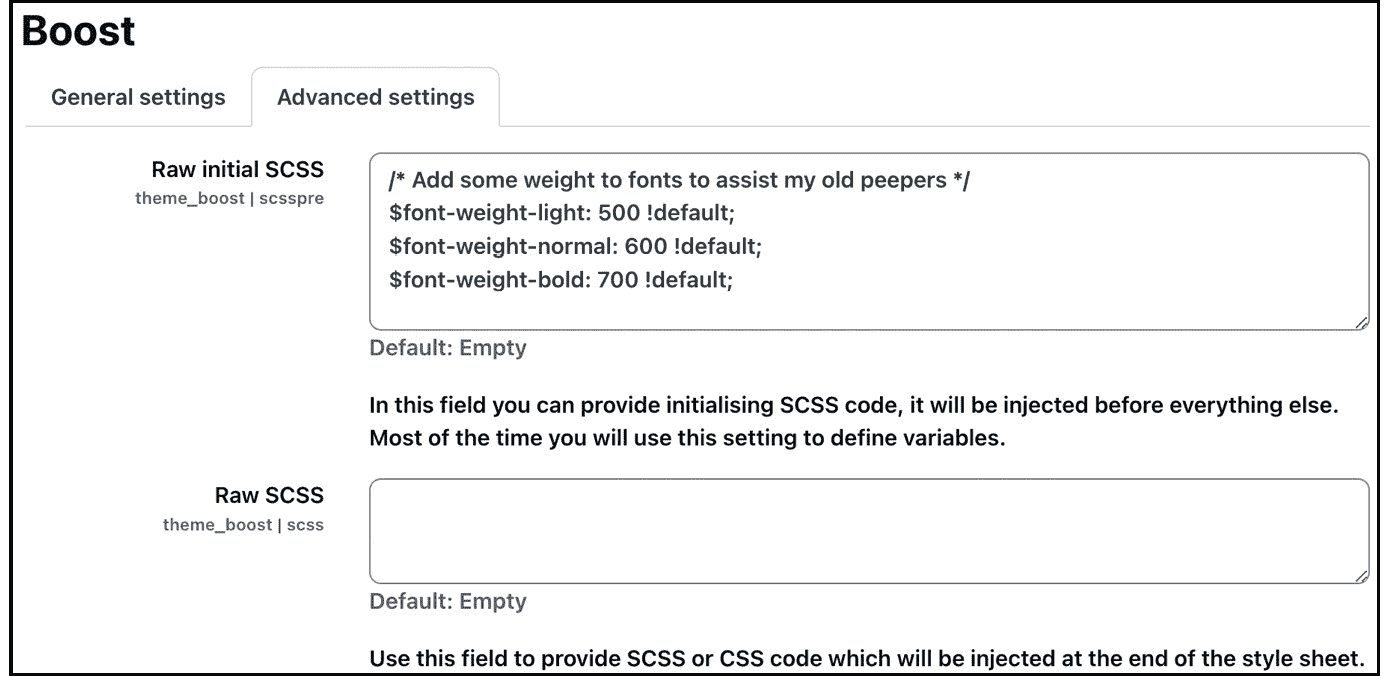 Boost
General settings
Advanced settings
Raw initial SCSS
theme_boost | scsspre
/* Add some weight to fonts to assist my old peepers */
$font-weight-light: 500 !default;
$font-weight-normal: 600 !default;
$font-weight-bold: 700 !default;
Default: Empty
In this field you can provide initialising SCSS code, it will be injected before everything else.
Most of the time you will use this setting to define variables.
Raw SCSS
theme_boost | scss
Default: Empty
Use this field to provide SCSS or CSS code which will be injected at the end of the style sheet.